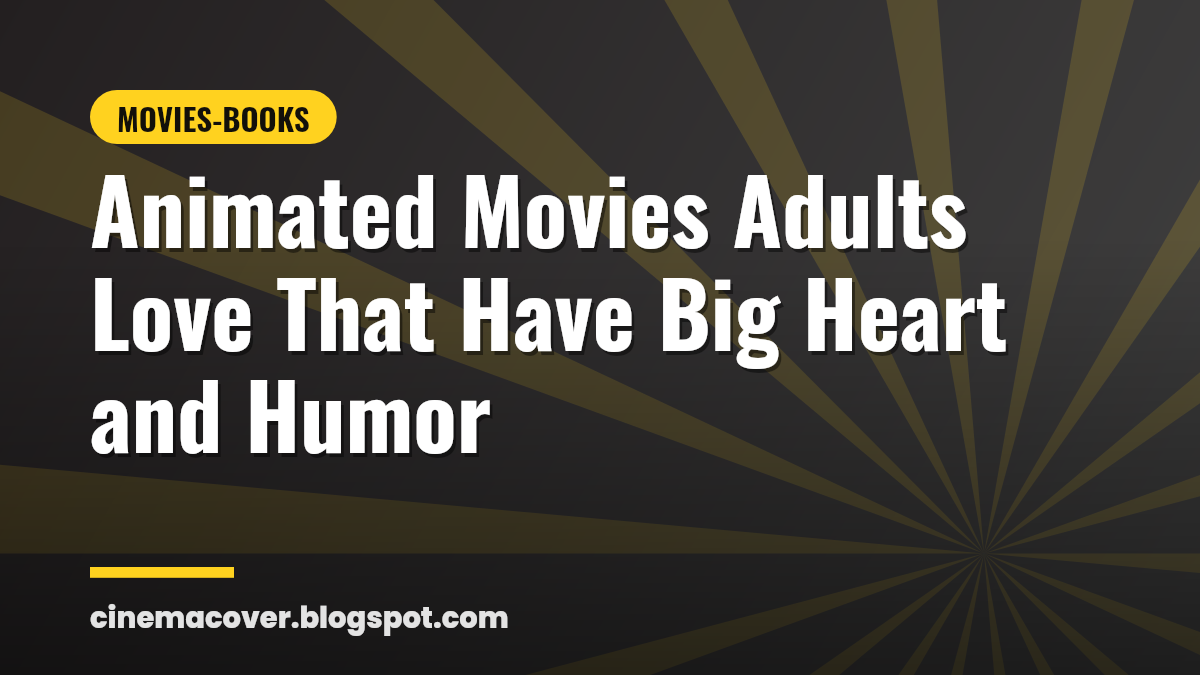 MOVIES-BOOKS
Animated Movies Adults
Love That Have Big Heart
and Humor
cinemacover.blogspot.com